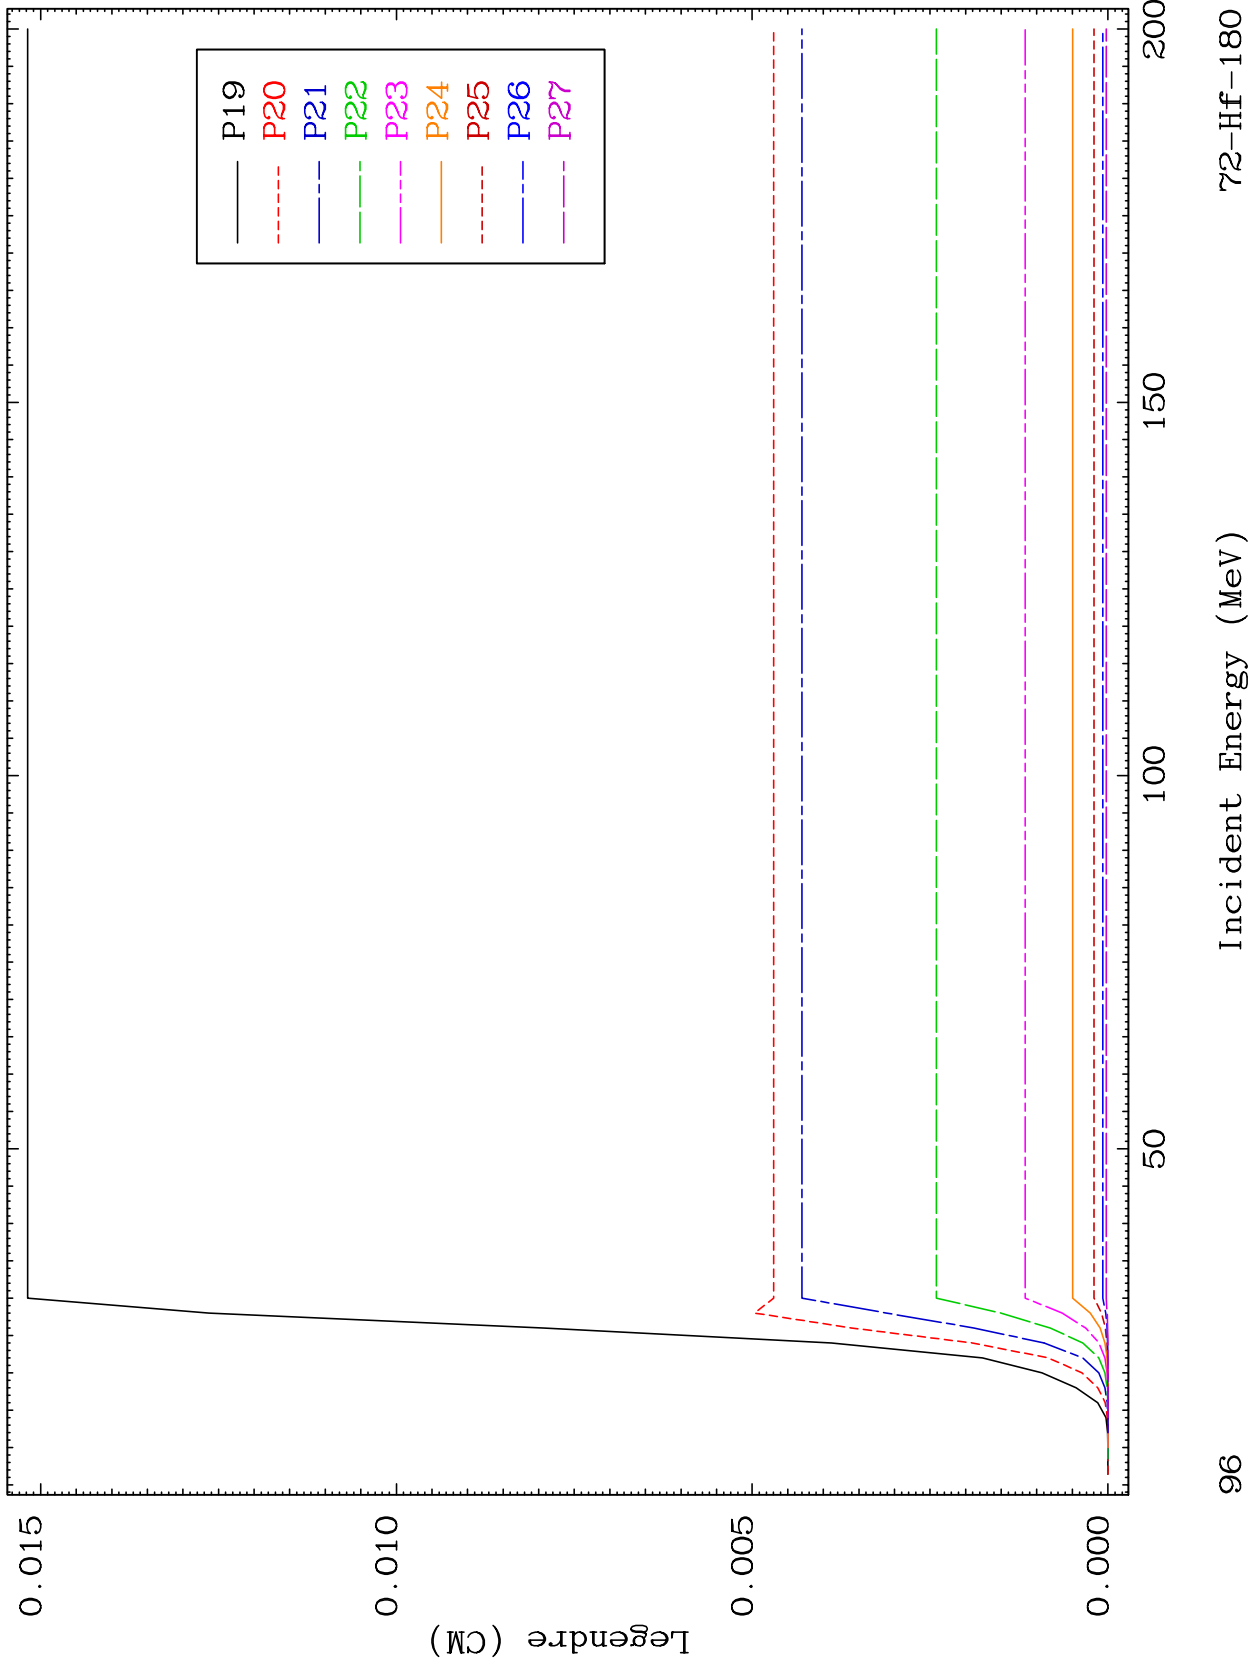 Legendre (CM)
0.015
0.010
0.005
0.000
P19
P20
P21
P22
P23
P24
P25
P26
P27
50
100
150
200
96
Incident Energy (MeV)
72-Hf-180